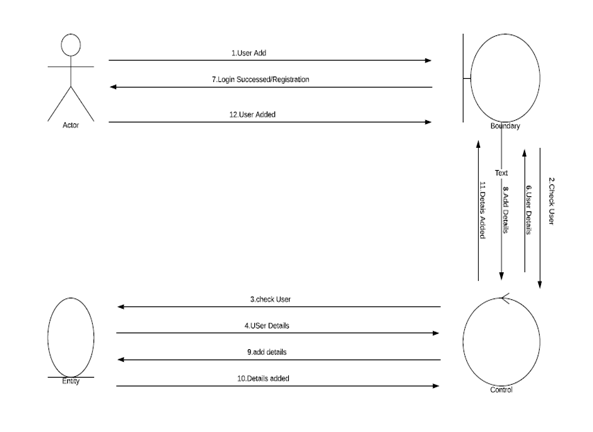 1.User Add
7.Login Successed/Registration
12.User Added
Actor
Boundary
Text
11.Details Added
8.Add Details
6.User Details
2.Check User
3.check User
4.USer Details
9.add details
10.Details added
Entity
Control